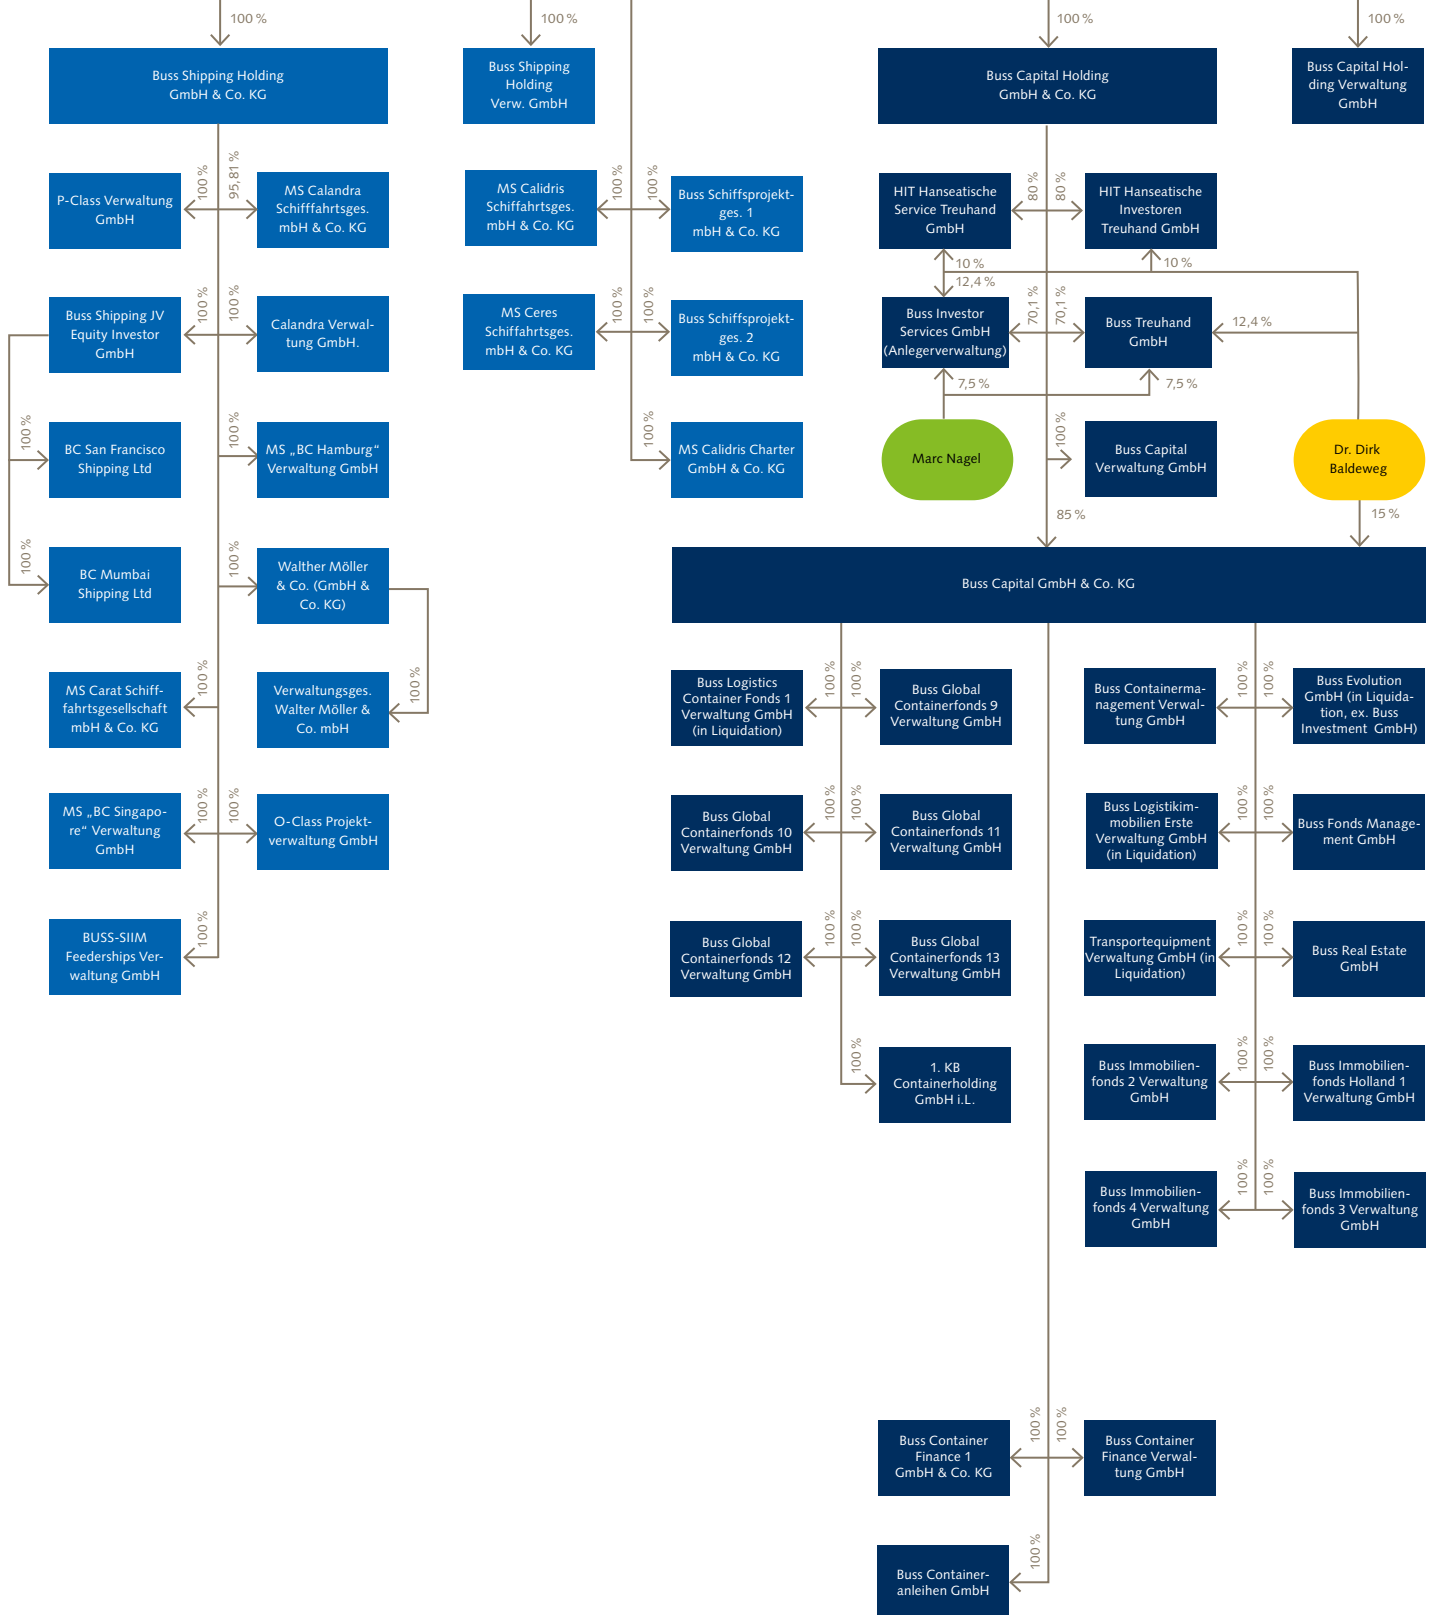 100 %
100 %
100 %
100 %
Buss Shipping Holding
GmbH & Co. KG
Buss Shipping
Holding
Verw. GmbH
Buss Capital Holding
GmbH & Co. KG
Buss Capital Hol-
ding Verwaltung
GmbH
100 %
95,81 %
P-Class Verwaltung
GmbH
MS Calandra
Schifffahrtsges.
mbH & Co. KG
100 %
100 %
Buss Shipping JV
Equity Investor
GmbH
Calandra Verwal-
tung GmbH.
100 %
100 %
BC San Francisco
Shipping Ltd
MS „BC Hamburg“
Verwaltung GmbH
100 %
100 %
BC Mumbai
Shipping Ltd
Walther Möller
& Co. (GmbH &
Co. KG)
100 %
100 %
MS Carat Schiff-
fahrtsgesellschaft
mbH & Co. KG
Verwaltungsges.
Walter Möller &
Co. mbH
100 %
100 %
MS „BC Singapo-
re“ Verwaltung
GmbH
O-Class Projekt-
verwaltung GmbH
100 %
BUSS-SIIM
Feederships Ver-
waltung GmbH
100 %
100 %
MS Calidris
Schiffahrtsges.
mbH & Co. KG
Buss Schiffsprojekt-
ges. 1
mbH & Co. KG
100 %
100 %
MS Ceres
Schiffahrtsges.
mbH & Co. KG
Buss Schiffsprojekt-
ges. 2
mbH & Co. KG
100 %
MS Calidris Charter
GmbH & Co. KG
80 %
80 %
HIT Hanseatische
Service Treuhand
GmbH
HIT Hanseatische
Investoren
Treuhand GmbH
10 %
10 %
12,4 %
70,1 %
70,1 %
Buss Investor
Services GmbH
(Anlegerverwaltung)
Buss Treuhand
GmbH
12,4 %
7,5 %
7,5 %
Marc Nagel
100 %
Buss Capital
Verwaltung GmbH
Dr. Dirk
Baldeweg
85 %
15 %
Buss Capital GmbH & Co. KG
100 %
100 %
Buss Logistics
Container Fonds 1
Verwaltung GmbH
(in Liquidation)
Buss Global
Containerfonds 9
Verwaltung GmbH
100 %
100 %
Buss Containerma-
nagement Verwal-
tung GmbH
Buss Evolution
GmbH (in Liquida-
tion, ex. Buss
Investment GmbH)
100 %
100 %
Buss Global
Containerfonds 10
Verwaltung GmbH
Buss Global
Containerfonds 11
Verwaltung GmbH
100 %
100 %
Buss Logistikim-
mobilien Erste
Verwaltung GmbH
(in Liquidation)
Buss Fonds Manage-
ment GmbH
100 %
100 %
Buss Global
Containerfonds 12
Verwaltung GmbH
Buss Global
Containerfonds 13
Verwaltung GmbH
100 %
100 %
Transportequipment
Verwaltung GmbH (in
Liquidation)
Buss Real Estate
GmbH
100 %
1. KB
Containerholding
GmbH i.L.
100 %
100 %
Buss Immobilien-
fonds 2 Verwaltung
GmbH
Buss Immobilien-
fonds Holland 1
Verwaltung GmbH
100 %
100 %
Buss Immobilien-
fonds 4 Verwaltung
GmbH
Buss Immobilien-
fonds 3 Verwaltung
GmbH
100 %
100 %
Buss Container
Finance 1
GmbH & Co. KG
Buss Container
Finance Verwal-
tung GmbH
100 %
Buss Container-
anleihen GmbH